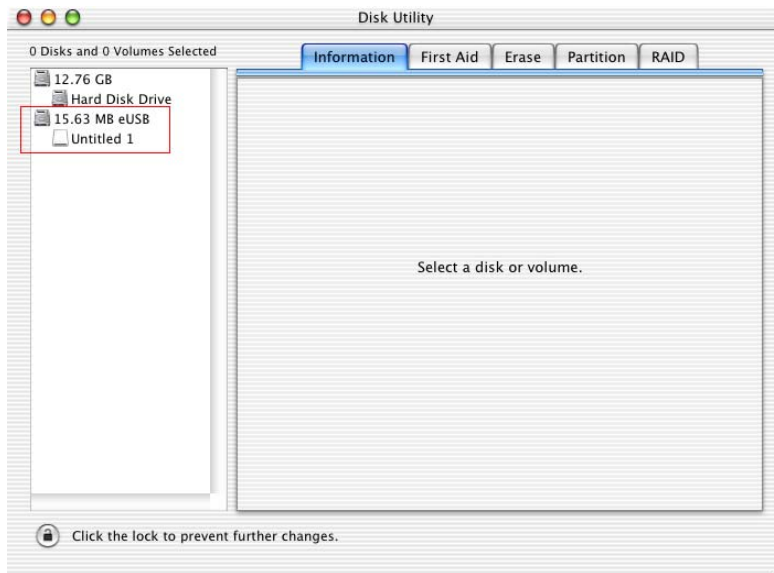 Disk Utility
0 Disks and 0 Volumes Selected
Information First Aid Erase Partition RAID
12.76 GB
Hard Disk Drive
15.63 MB eUSB
Untitled 1
Select a disk or volume.
Click the lock to prevent further changes.